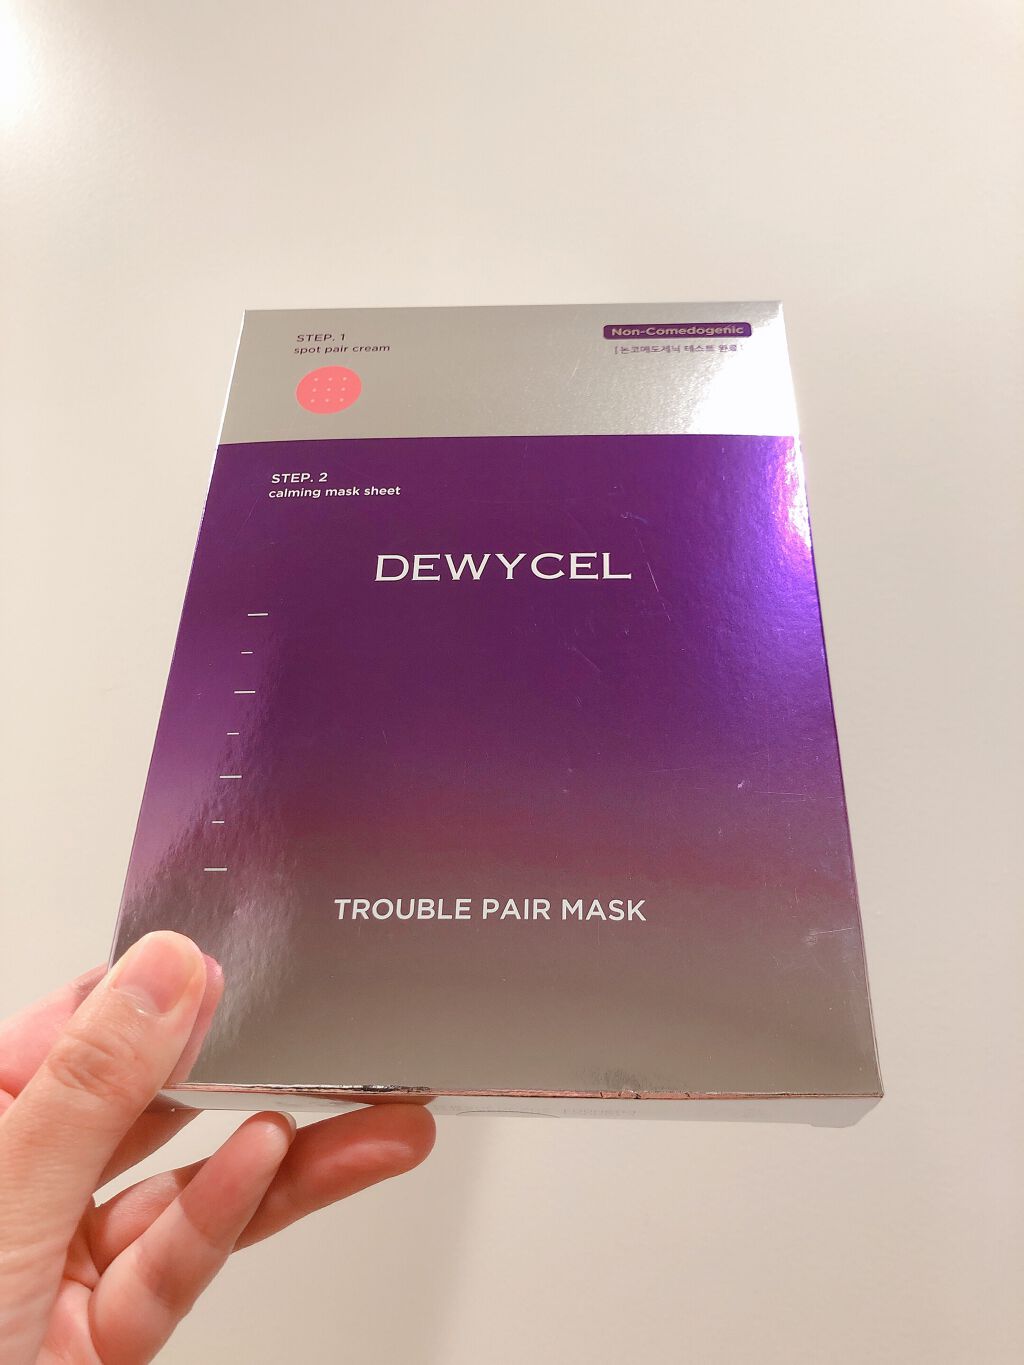 STEP. 1
spot pair cream
Non-Comedogenic
[논코메도제닉 테스트 완료]
STEP. 2
calming mask sheet
DEWYCEL
TROUBLE PAIR MASK